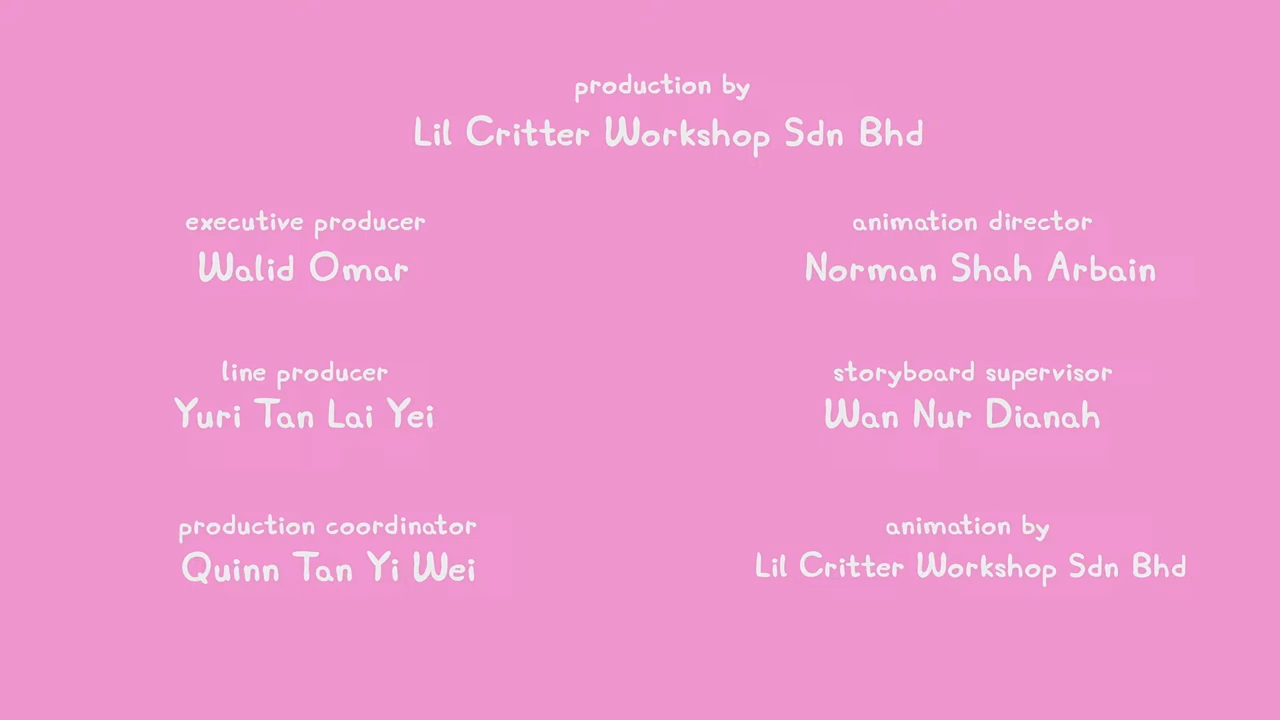 production by
Lil Critter Workshop Sdn Bhd
executive producer
Walid Omar
animation director
Norman Shah Arbain
line producer
Yuri Tan Lai Yei
storyboard supervisor
Wan Nur Dianah
production coordinator
Quinn Tan Yi Wei
animation by
Lil Critter Workshop Sdn Bhd